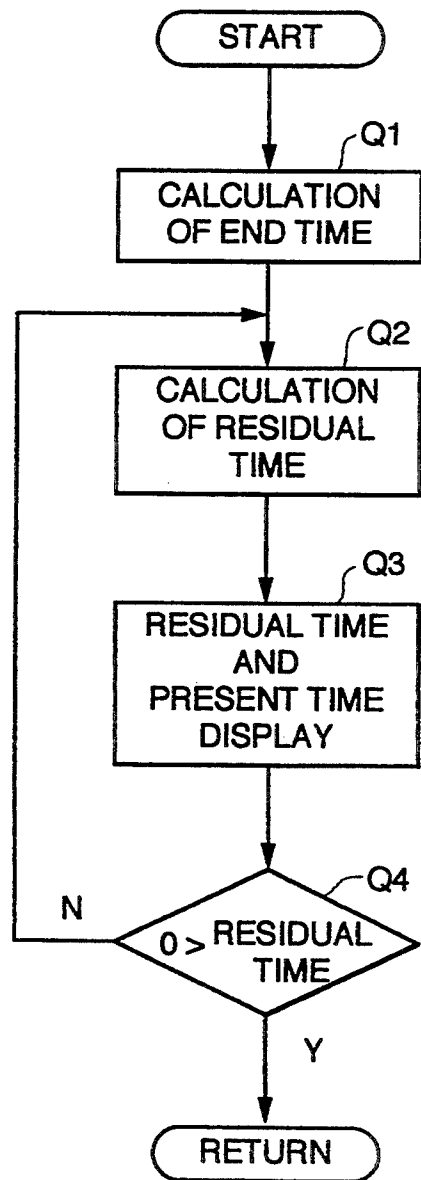 START
Q1
CALCULATION
OF END TIME
Q2
CALCULATION
OF RESIDUAL
TIME
Q3
RESIDUAL TIME
AND
PRESENT TIME
DISPLAY
Q4
N
0 > RESIDUAL
TIME
Y
RETURN